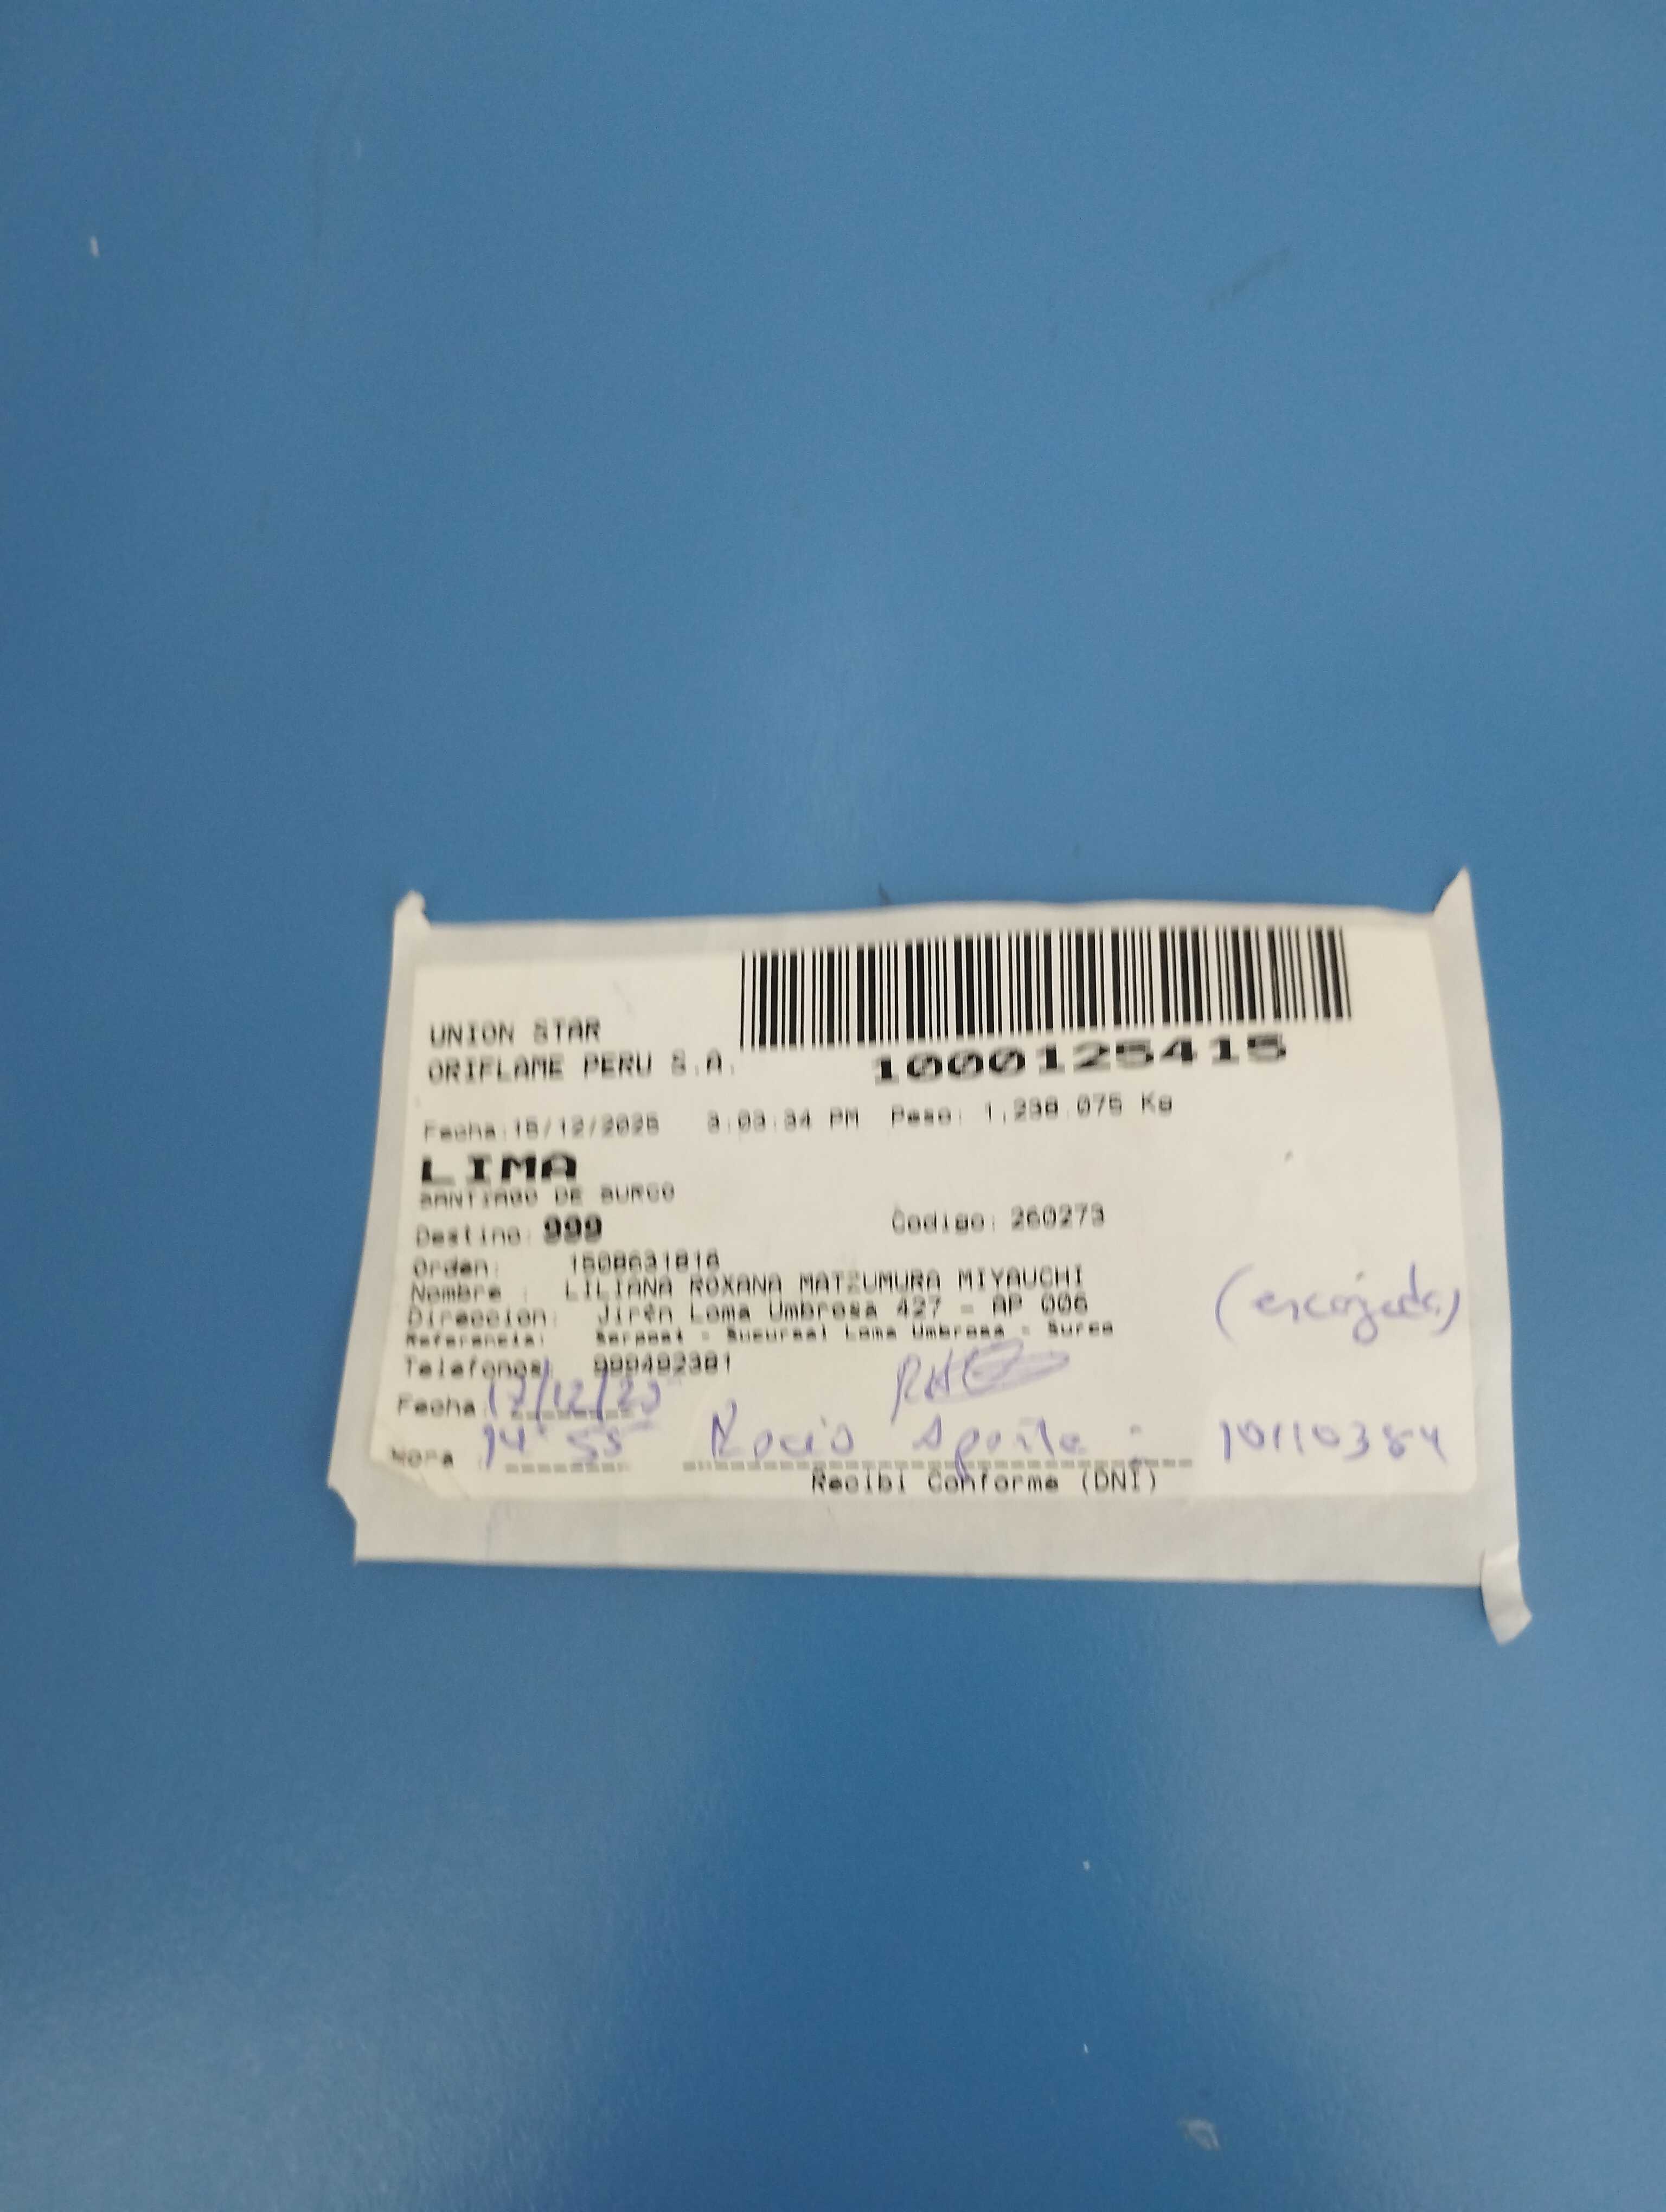 UNION STAR
ORIFLAME PERU S.A.
1000125415
Fecha:15/12/2025 3:03:34 PM Peso: 1,238.075 Kg
LIMA
SANTIAGO DE SURCO
Destino: 999 Codigo: 260273
Orden: 1508631818
Nombre : LILIANA ROXANA MATZUMURA MIYAUCHI
Direccion: Jirèn Loma Umbrosa 427 - AP 006
Referencia: Serpost - Sucursal Loma Umbrosa - Surco
Telefonos: 999492381
Fecha: 17/12/25
Hora : 14:55 Rocio 10110384
Recibi Conforme (DNI)